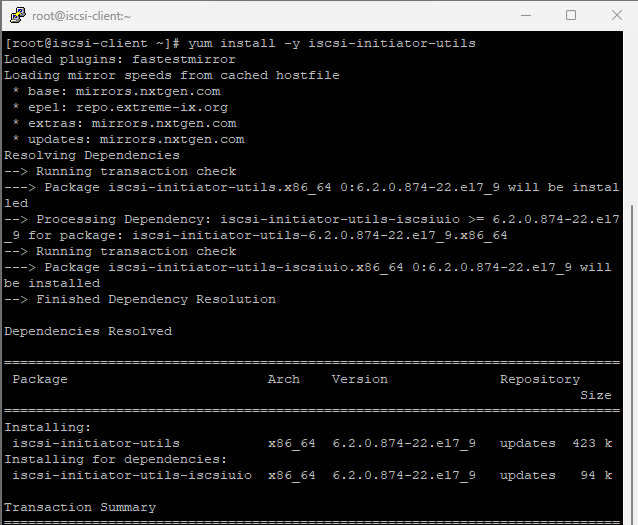 root@iscsi-client:~
[root@iscsi-client ~]# yum install -y iscsi-initiator-utils
Loaded plugins: fastestmirror
Loading mirror speeds from cached hostfile
 * base: mirrors.nxtgen.com
 * epel: repo.extreme-ix.org
 * extras: mirrors.nxtgen.com
 * updates: mirrors.nxtgen.com
Resolving Dependencies
--> Running transaction check
---> Package iscsi-initiator-utils.x86_64 0:6.2.0.874-22.el7_9 will be instal
led
--> Processing Dependency: iscsi-initiator-utils-iscsiuio >= 6.2.0.874-22.el7
_9 for package: iscsi-initiator-utils-6.2.0.874-22.el7_9.x86_64
--> Running transaction check
---> Package iscsi-initiator-utils-iscsiuio.x86_64 0:6.2.0.874-22.el7_9 will
be installed
--> Finished Dependency Resolution

Dependencies Resolved

=============================================================================
 Package                         Arch    Version              Repository
                                                                        Size
=============================================================================
Installing:
 iscsi-initiator-utils           x86_64  6.2.0.874-22.el7_9   updates  423 k
Installing for dependencies:
 iscsi-initiator-utils-iscsiuio  x86_64  6.2.0.874-22.el7_9   updates   94 k

Transaction Summary
=============================================================================